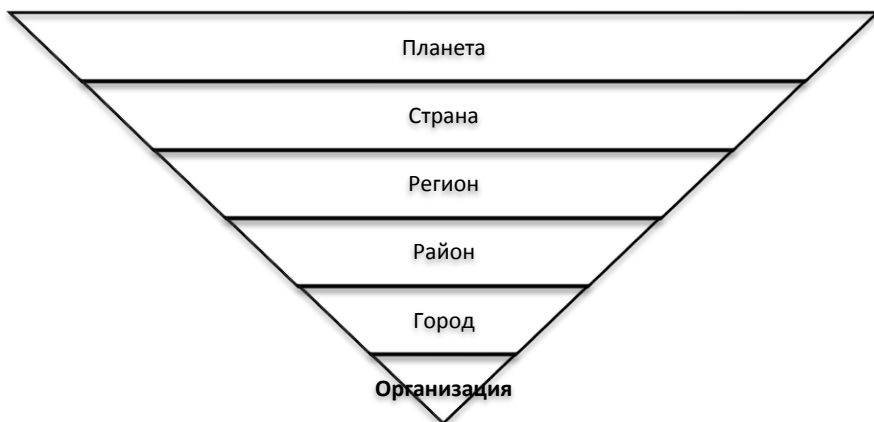 Планета
Страна
Регион
Район
Город
Организация